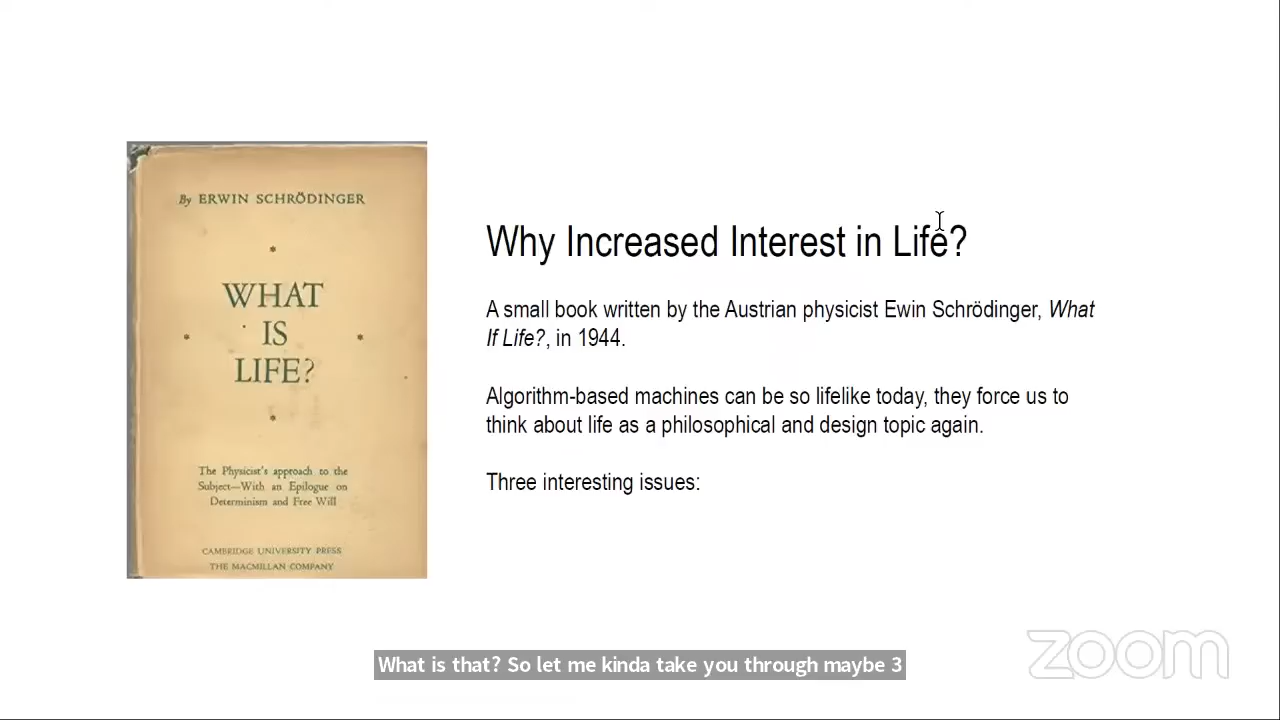 By ERWIN SCHRÖDINGER
WHAT
IS
LIFE?
The Physicist's approach to the
Subject—With an Epilogue on
Determinism and Free Will
CAMBRIDGE UNIVERSITY PRESS
THE MACMILLAN COMPANY
Why Increased Interest in Life?
A small book written by the Austrian physicist Ewin Schrödinger, What
If Life?, in 1944.
Algorithm-based machines can be so lifelike today, they force us to
think about life as a philosophical and design topic again.
Three interesting issues:
What is that? So let me kinda take you through maybe 3
zoom